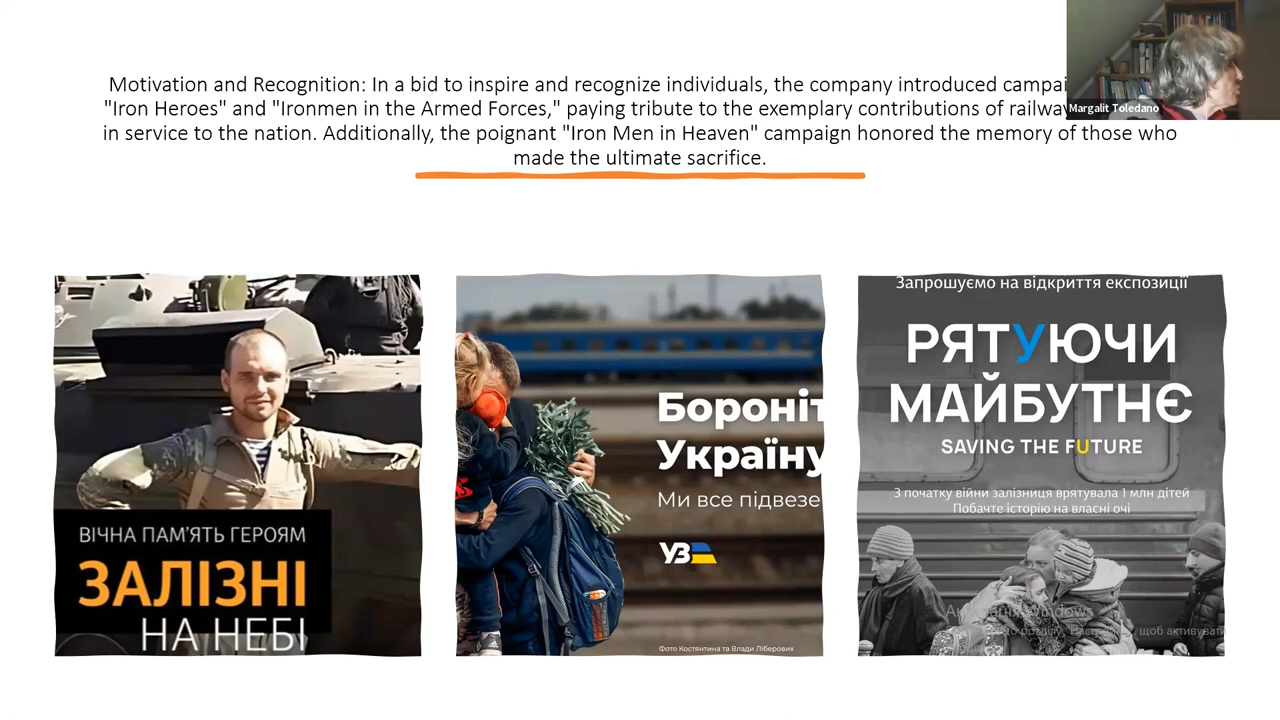 Motivation and Recognition: In a bid to inspire and recognize individuals, the company introduced
"Iron Heroes" and "Ironmen in the Armed Forces," paying tribute to the exemplary contributions of
in service to the nation. Additionally, the poignant "Iron Men in Heaven" campaign honored the memory of those who
made the ultimate sacrifice.
Margalit Toledano
ВІЧНА ПАМ'ЯТЬ ГЕРОЯМ
ЗАЛІЗНІ
НА НЕБІ
Бороніт
Україну
Ми все підвезе
УЗ
Фото Костянтина та Влади Ліберових
Запрошуємо на відкриття експозиції
РЯТУЮЧИ
МАЙБУТНЄ
SAVING THE FUTURE
З початку війни залізниця врятувала 1 млн дітей
Побачте історію на власні очі
Windows
щоб активувати